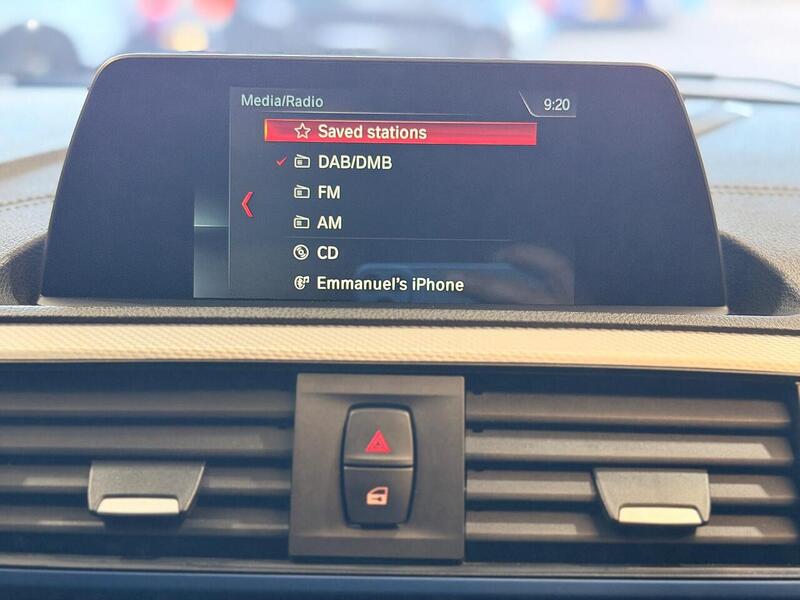 Media/Radio
9:20
Saved stations
DAB/DMB
FM
AM
CD
Emmanuel's iPhone